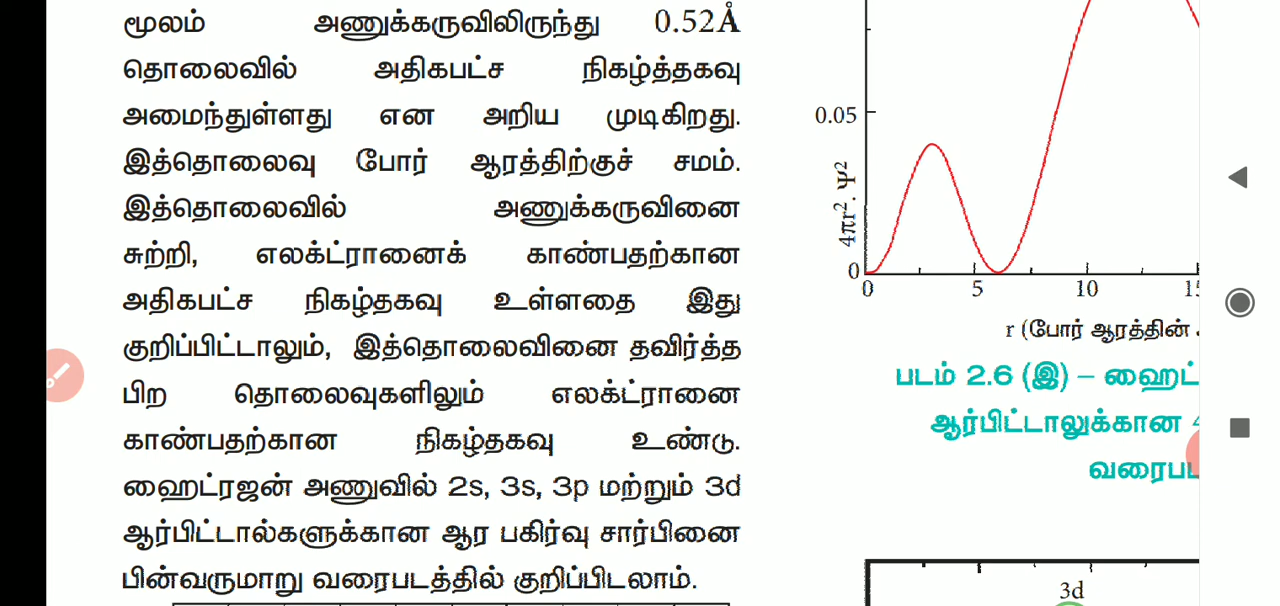 மூலம் அணுக்கருவிலிருந்து 0.52Å
தொலைவில் அதிகபட்ச நிகழ்த்தகவு
அமைந்துள்ளது என அறிய முடிகிறது.
இத்தொலைவு போர் ஆரத்திற்குச் சமம்.
இத்தொலைவில் அணுக்கருவினை
சுற்றி, எலக்ட்ரானைக் காண்பதற்கான
அதிகபட்ச நிகழ்தகவு உள்ளதை இது
குறிப்பிட்டாலும், இத்தொலைவினை தவிர்த்த
பிற தொலைவுகளிலும் எலக்ட்ரானை
காண்பதற்கான நிகழ்தகவு உண்டு.
ஹைட்ரஜன் அணுவில் 2s, 3s, 3p மற்றும் 3d
ஆர்பிட்டால்களுக்கான ஆர பகிர்வு சார்பினை
பின்வருமாறு வரைபடத்தில் குறிப்பிடலாம்.
0.05
4πr². Ψ²
0
0 5 10 15
r (போர் ஆரத்தின்
படம் 2.6 (இ) – ஹைட்
ஆர்பிட்டாலுக்கான 4
வரைபட
3d